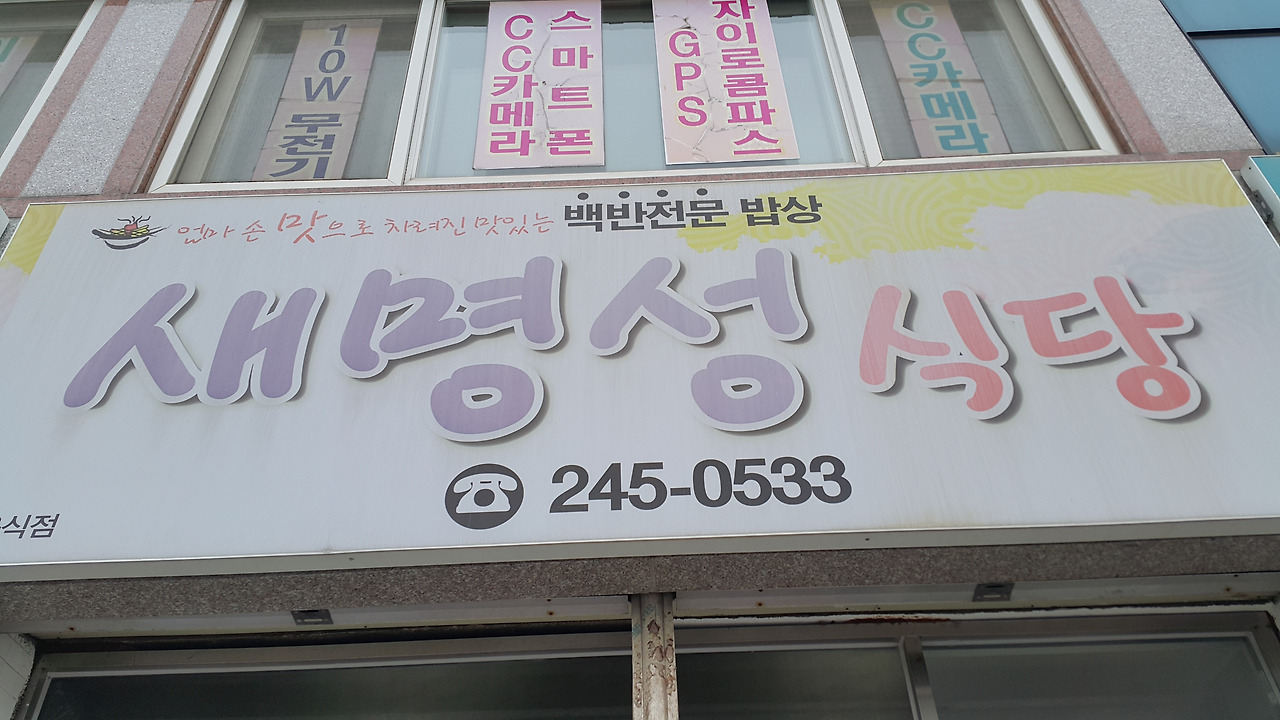 10W 무전기
스마트폰
CC카메라
자이로콤파스
GPS
CC카메라
엄마 손 맛으로 차려진 맛있는 백반전문 밥상
새명성 식당
245-0533
식점